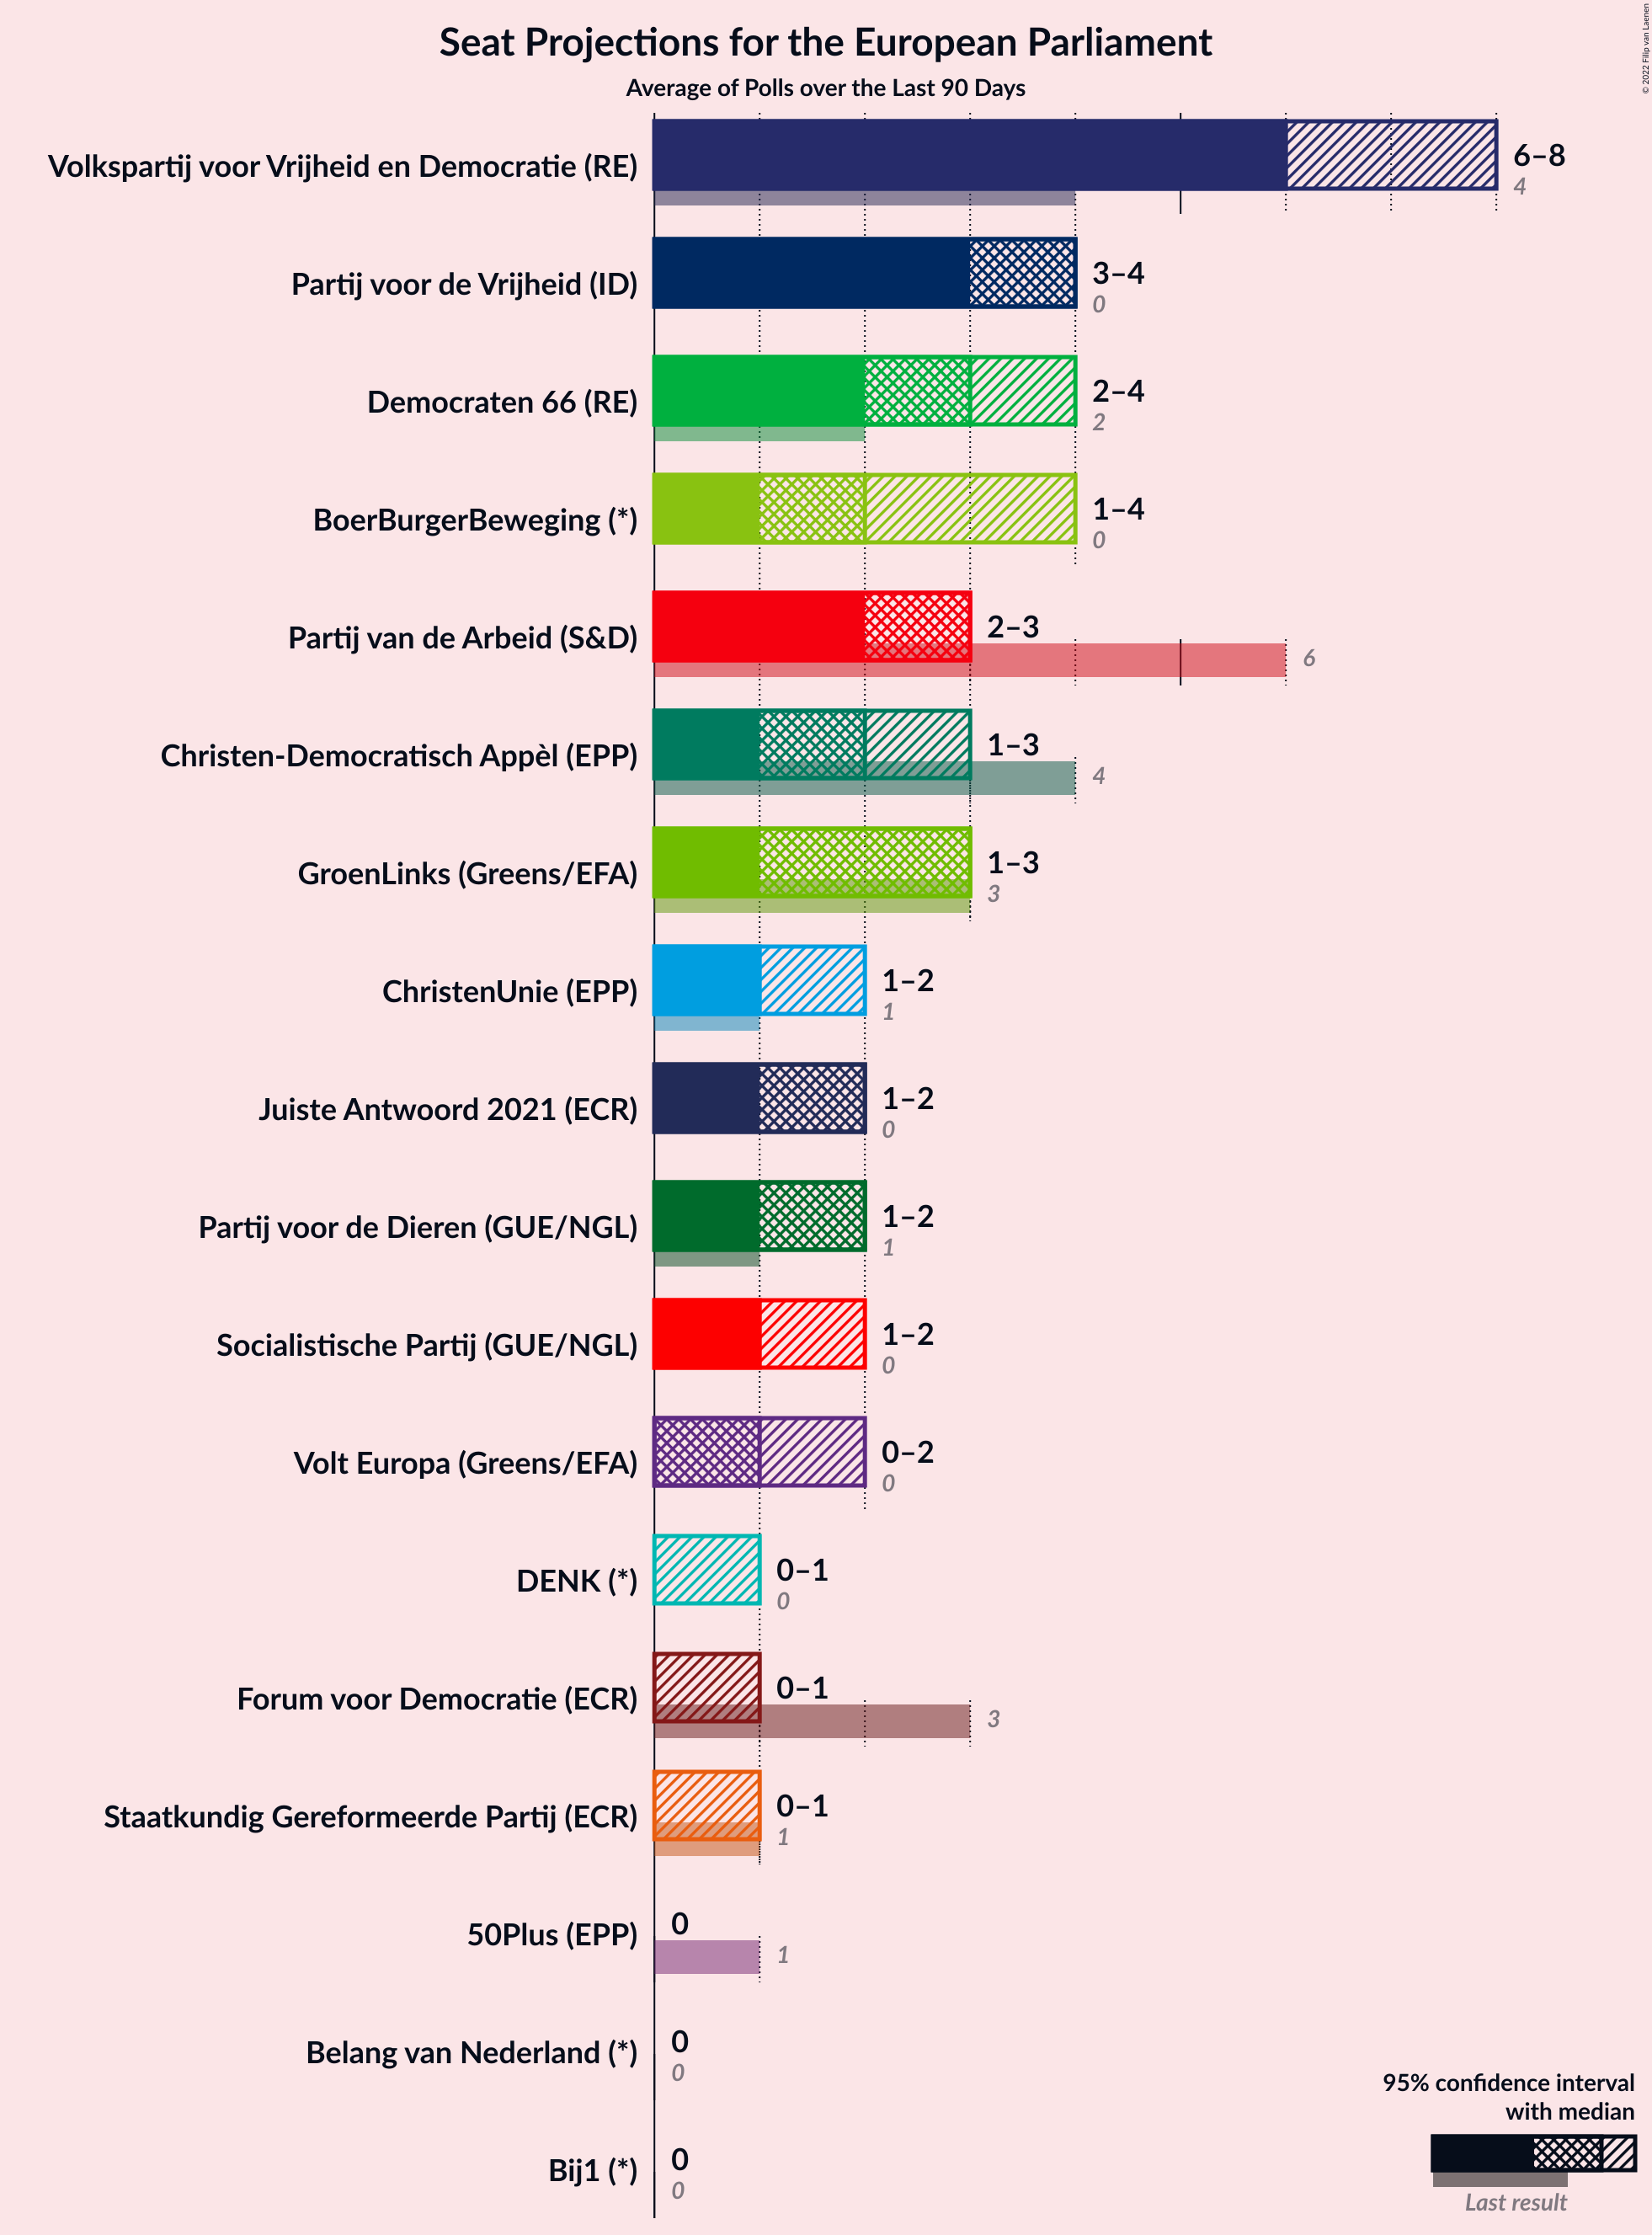 Seat Projections for the European Parliament
Average of Polls over the Last 90 Days
© 2022 Filip van Laenen
Volkspartij voor Vrijheid en Democratie (RE)
6–8
4
Partij voor de Vrijheid (ID)
3–4
0
Democraten 66 (RE)
2–4
2
BoerBurgerBeweging (*)
1–4
0
Partij van de Arbeid (S&D)
2–3
6
Christen-Democratisch Appèl (EPP)
1–3
4
GroenLinks (Greens/EFA)
1–3
3
ChristenUnie (EPP)
1–2
1
Juiste Antwoord 2021 (ECR)
1–2
0
Partij voor de Dieren (GUE/NGL)
1–2
1
Socialistische Partij (GUE/NGL)
1–2
0
Volt Europa (Greens/EFA)
0–2
0
DENK (*)
0–1
0
Forum voor Democratie (ECR)
0–1
3
Staatkundig Gereformeerde Partij (ECR)
0–1
1
50Plus (EPP)
0
1
Belang van Nederland (*)
0
0
Bij1 (*)
0
0
95% confidence interval
with median
Last result